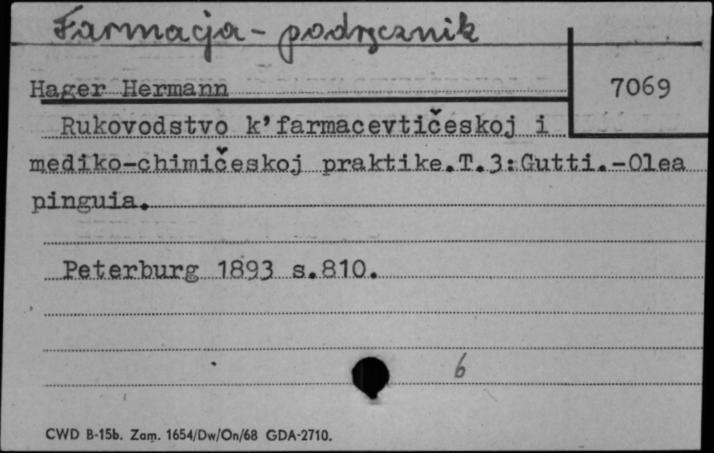 Farmacja - podręcznik
Hager Hermann
7069
Rukovodstvo k’farmacevtičeskoj i
mediko-chimičeskoj praktike.T.3:Gutti.-Olea
pinguia.
Peterburg 1893 s.810.
6
CWD B-15b. Zam. 1654/Dw/On/68 GDA-2710.